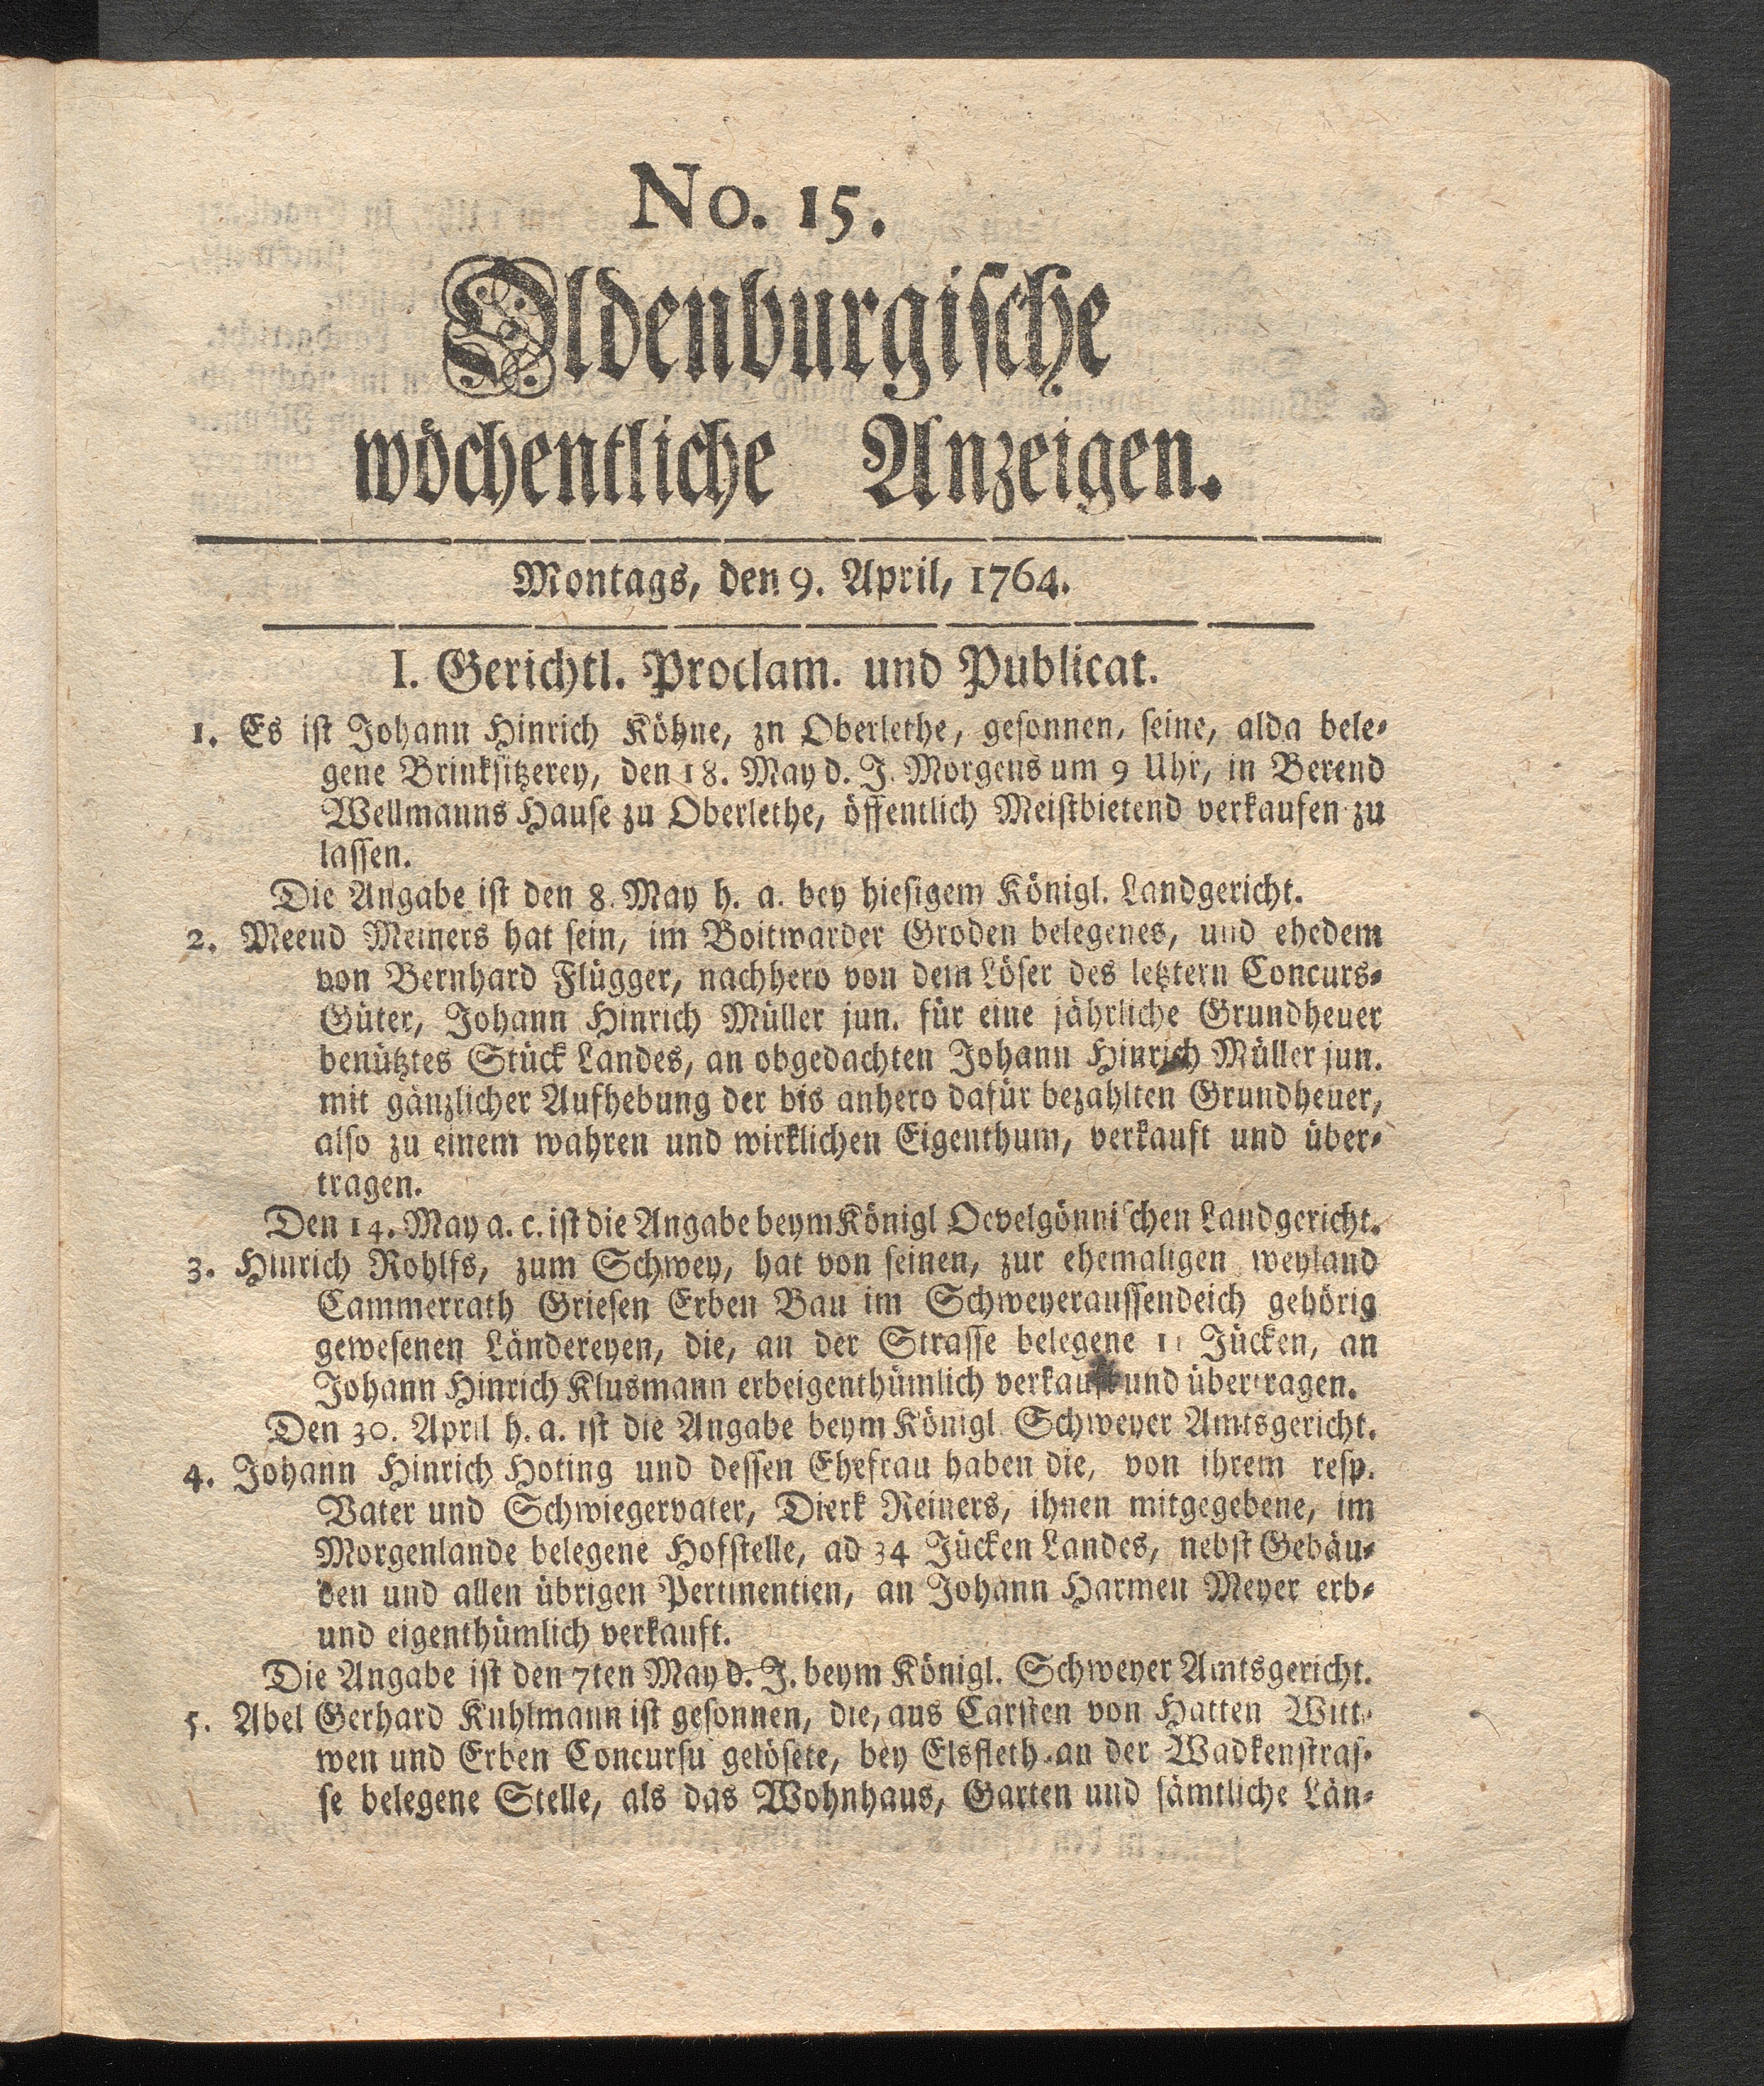 No. 15.
Oldenburgische
wöchentliche Anzeigen.
Montags, den 9. April, 1764.
I. Gerichtl. Proclam. und Publicat.
1. Es ist Johann Hinrich Köhne, zn Oberlethe, gesonnen, seine, alda bele-
gene Brinksitzerey, den 18. May d. J. Morgens um 9 Uhr, in Berend
Wellmanns Hause zu Oberlethe, öffentlich Meistbietend verkaufen zu
lassen.
Die Angabe ist den 8. May h. a. bey hiesigem Königl. Landgericht.
2. Meend Meiners hat sein, im Boitwarder Groden belegenes, und ehedem
von Bernhard Flügger, nachhero von dem Löser des letztern Concurs-
Güter, Johann Hinrich Müller jun. für eine jährliche Grundheuer
benütztes Stück Landes, an obgedachten Johann Hinrich Müller jun.
mit gänzlicher Aufhebung der bis anhero dafür bezahlten Grundheuer,
also zu einem wahren und wirklichen Eigenthum, verkauft und über-
tragen.
Den 14. May a. c. ist die Angabe beym Königl Ocvelgönnischen Landgericht.
3. Hinrich Rohlfs, zum Schwey, hat von seinen, zur ehemaligen weyland
Cammerrath Griesen Erben Bau im Schweyeraussendeich gehörig
gewesenen Ländereyen, die, an der Strasse belegene 11 Jücken, an
Johann Hinrich Klusmann erbeigenthümlich verkauft und übertragen.
Den 30. April h. a. ist die Angabe beym Königl Schweyer Amtsgericht.
4. Johann Hinrich Hoting und dessen Ehefrau haben die, von ihrem resp.
Vater und Schwiegervater, Dierk Reiners, ihnen mitgegebene, im
Morgenlande belegene Hofstelle, ad 34 Jücken Landes, nebst Gebäu-
den und allen übrigen Pertinentien, an Johann Harmen Meyer erb-
und eigenthümlich verkauft.
Die Angabe ist den 7ten May d. J. beym Königl. Schweyer Amtsgericht.
5. Abel Gerhard Kuhlmann ist gesonnen, die, aus Carsten von Hatten Witt-
wen und Erben Concursu gelösete, bey Elsfleth an der Wadkenstras-
se belegene Stelle, als das Wohnhaus, Garten und sämtliche Län-